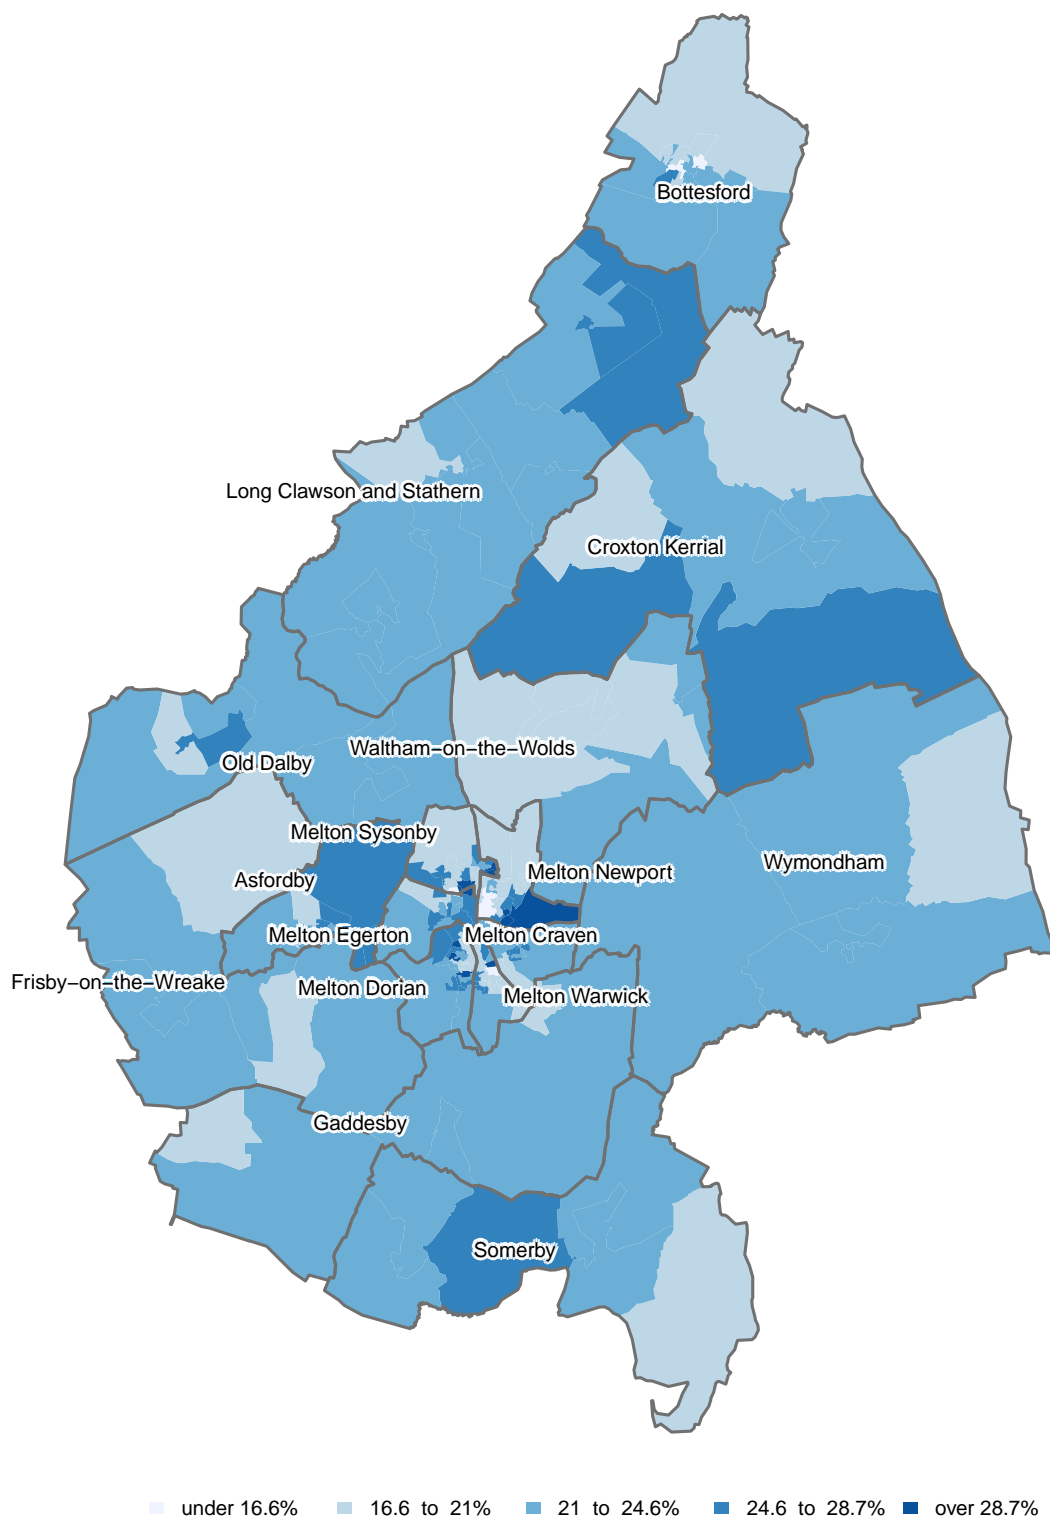 Bottesford
Long Clawson and Stathern
Croxton Kerrial
Waltham−on−the−Wolds
Old Dalby
Melton Sysonby
Wymondham
Melton Newport
Asfordby
Melton Egerton
Melton Craven
Frisby−on−the−Wreake
Melton Dorian
Melton Warwick
Gaddesby
Somerby
under 16.6% 16.6 to 21% 21 to 24.6% 24.6 to 28.7% over 28.7%